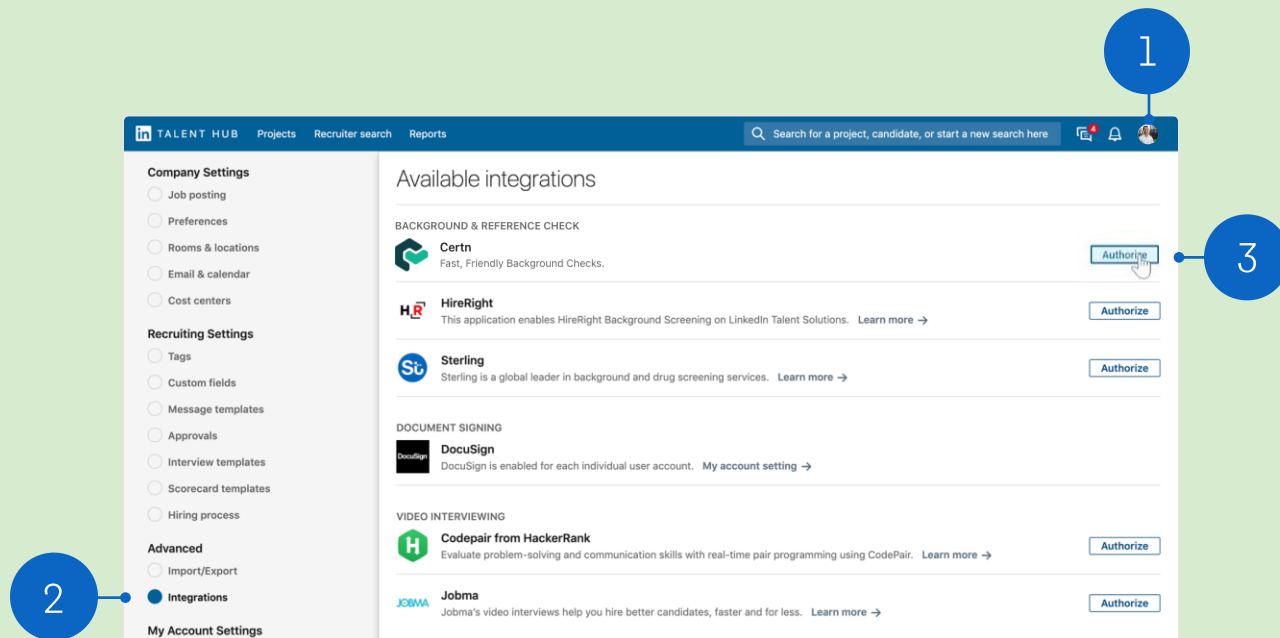 1
in TALENT HUB Projects Recruiter search Reports Search for a project, candidate, or start a new search here 4
Company Settings
Job posting
Preferences
Rooms & locations
Email & calendar
Cost centers
Recruiting Settings
Tags
Custom fields
Message templates
Approvals
Interview templates
Scorecard templates
Hiring process
Advanced
Import/Export
2
Integrations
My Account Settings
Available integrations
BACKGROUND & REFERENCE CHECK
Certn
Fast, Friendly Background Checks.
Authorize
3
HR
HireRight
This application enables HireRight Background Screening on LinkedIn Talent Solutions. Learn more →
Authorize
St
Sterling
Sterling is a global leader in background and drug screening services. Learn more →
Authorize
DOCUMENT SIGNING
DocuSign
DocuSign
DocuSign is enabled for each individual user account. My account setting →
VIDEO INTERVIEWING
H
Codepair from HackerRank
Evaluate problem-solving and communication skills with real-time pair programming using CodePair. Learn more →
Authorize
JOBMA
Jobma
Jobma's video interviews help you hire better candidates, faster and for less. Learn more →
Authorize